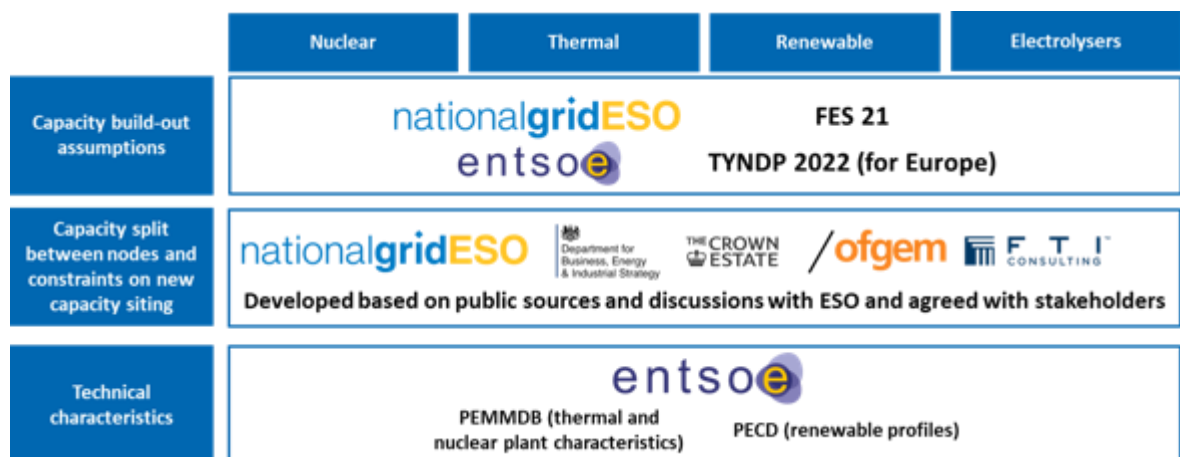 Nuclear
Thermal
Renewable
Electrolysers
Capacity build-out
assumptions
nationalgridESO
FES 21
entsoe
TYNDP 2022 (for Europe)
Capacity split
between nodes and
constraints on new
capacity siting
nationalgridESO
Department for
Business, Energy
& Industrial Strategy
THE CROWN
ESTATE
ofgem
F T I
CONSULTING
Developed based on public sources and discussions with ESO and agreed with stakeholders
Technical
characteristics
entsoe
PEMMDB (thermal and
nuclear plant characteristics)
PECD (renewable profiles)